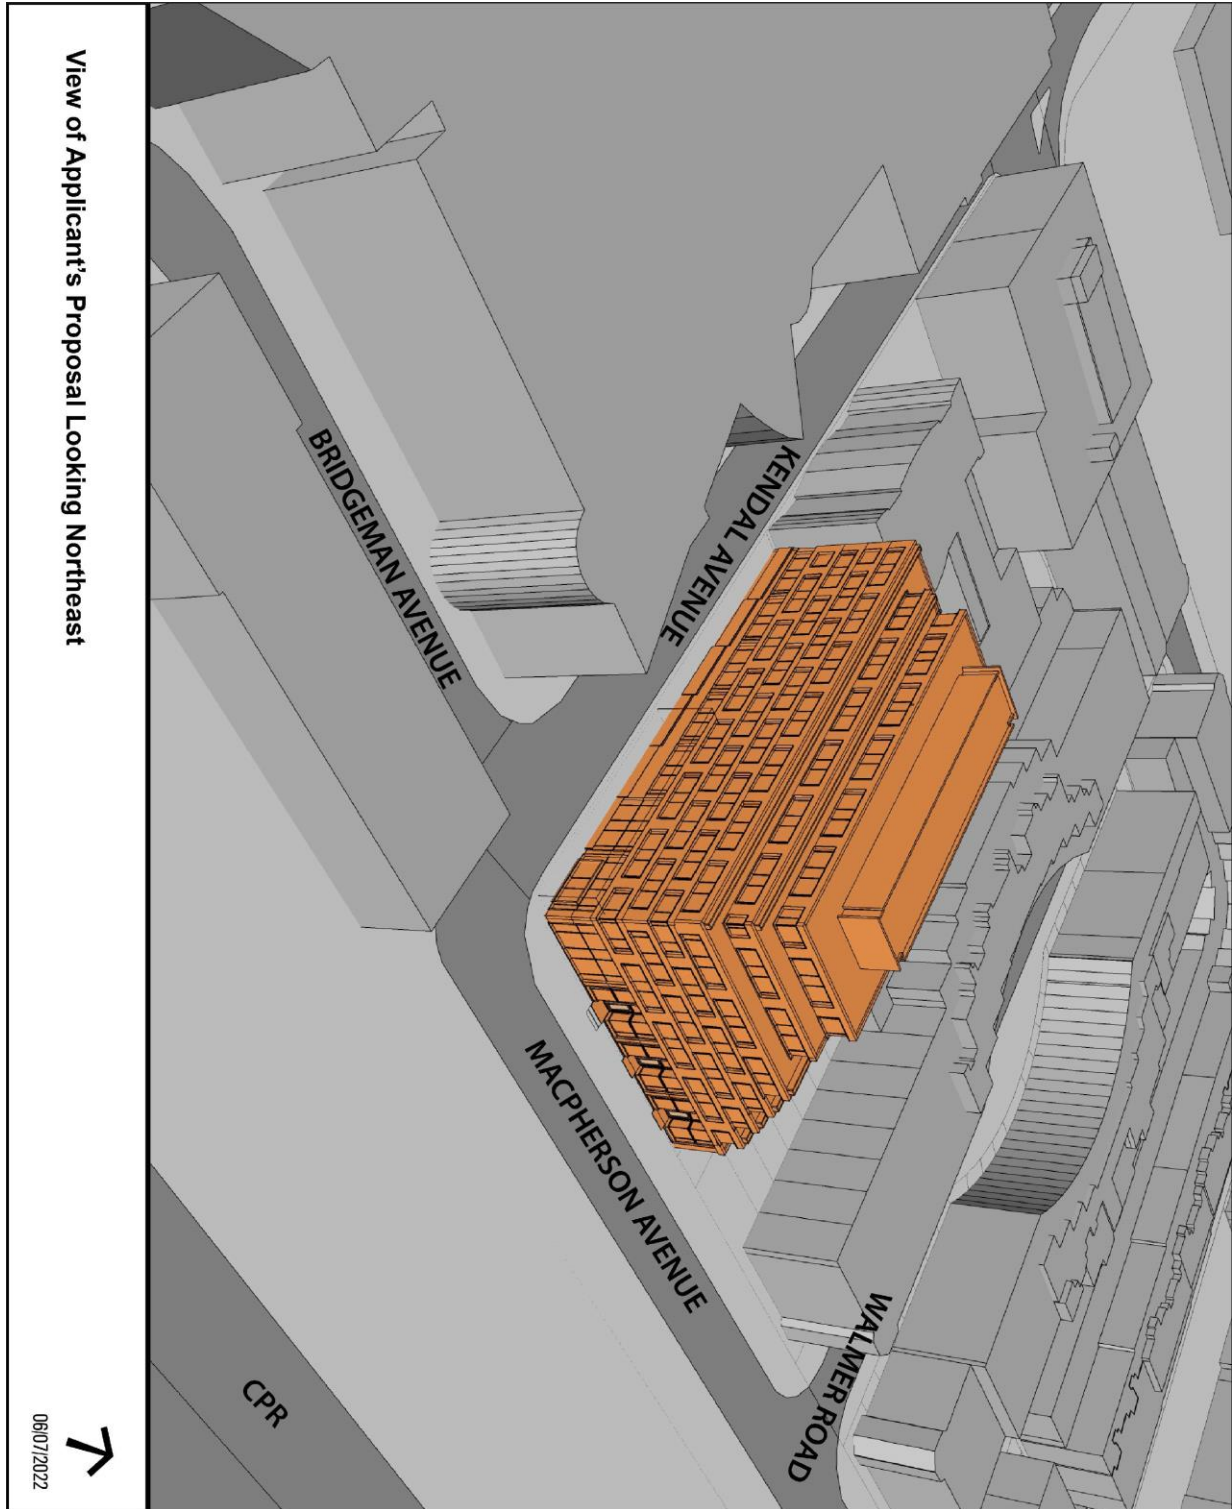 KENDAL AVENUE
BRIDGEMAN AVENUE
WALMER ROAD
MACPHERSON AVENUE
CPR
View of Applicant's Proposal Looking Northeast
06/07/2022